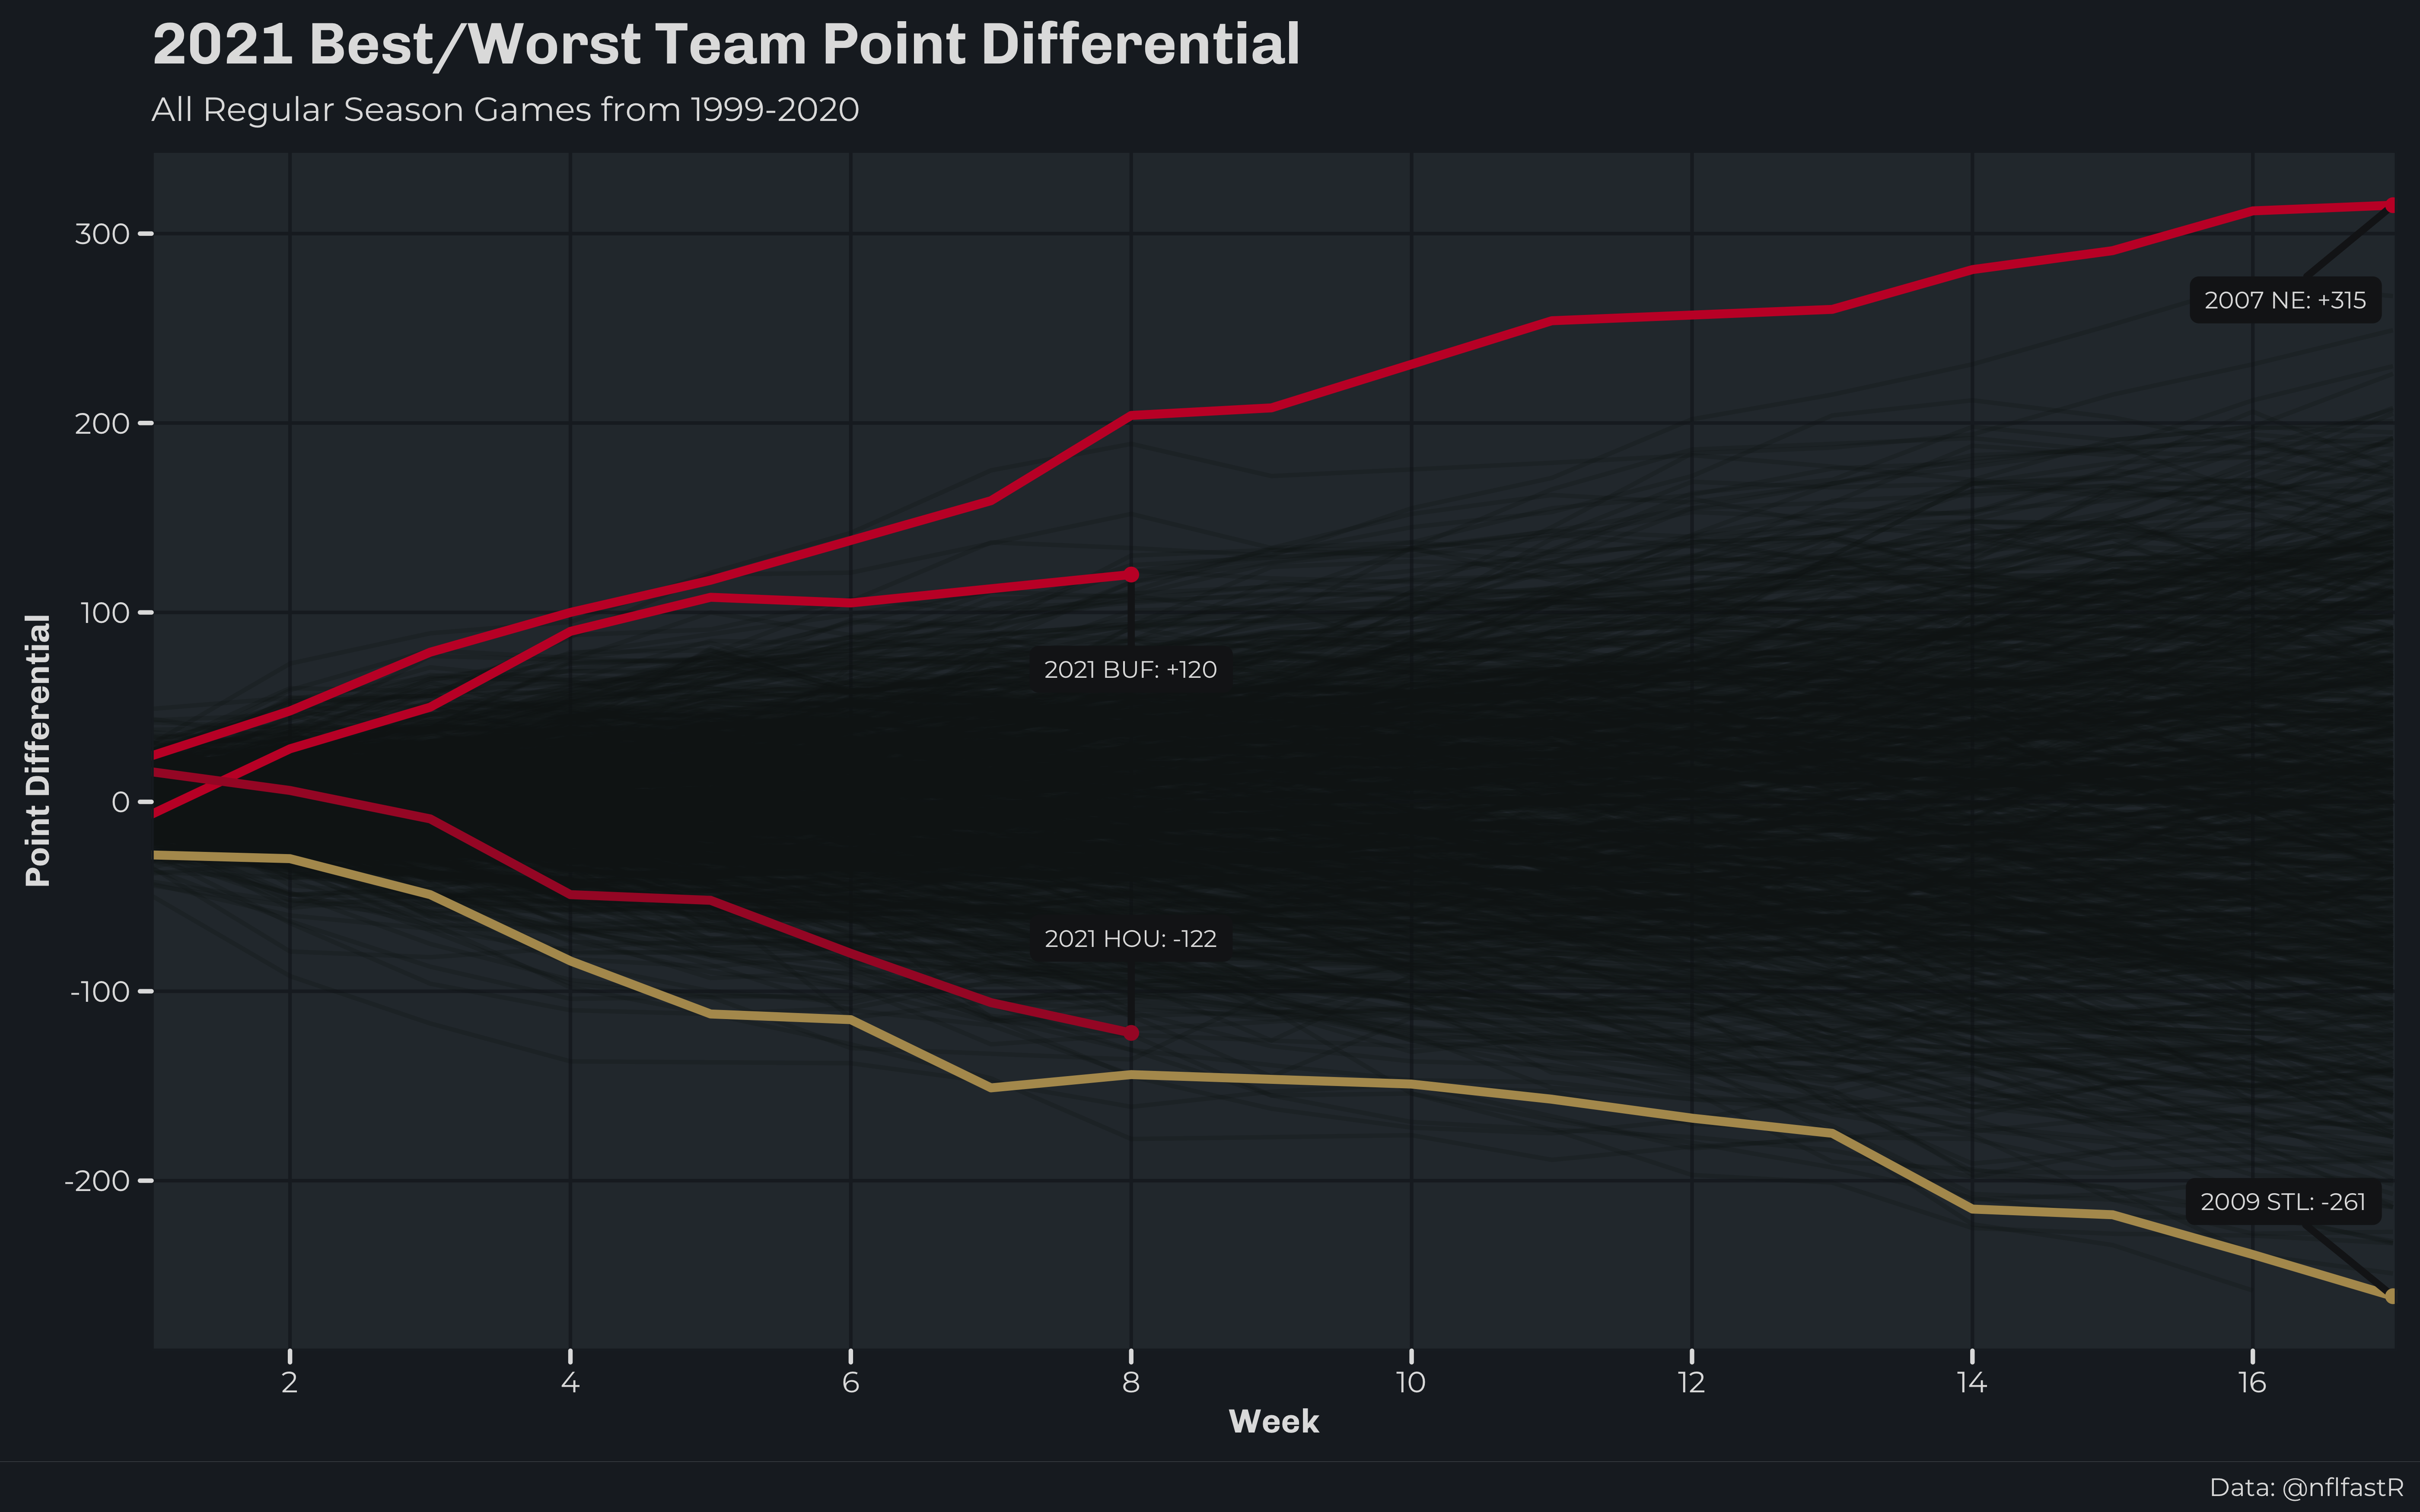 2021 Best/Worst Team Point Differential
All Regular Season Games from 1999-2020
Point Differential
300
200
100
0
-100
-200
2007 NE: +315
2021 BUF: +120
2021 HOU: -122
2009 STL: -261
2 4 6 8 10 12 14 16
Week
Data: @nflfastR